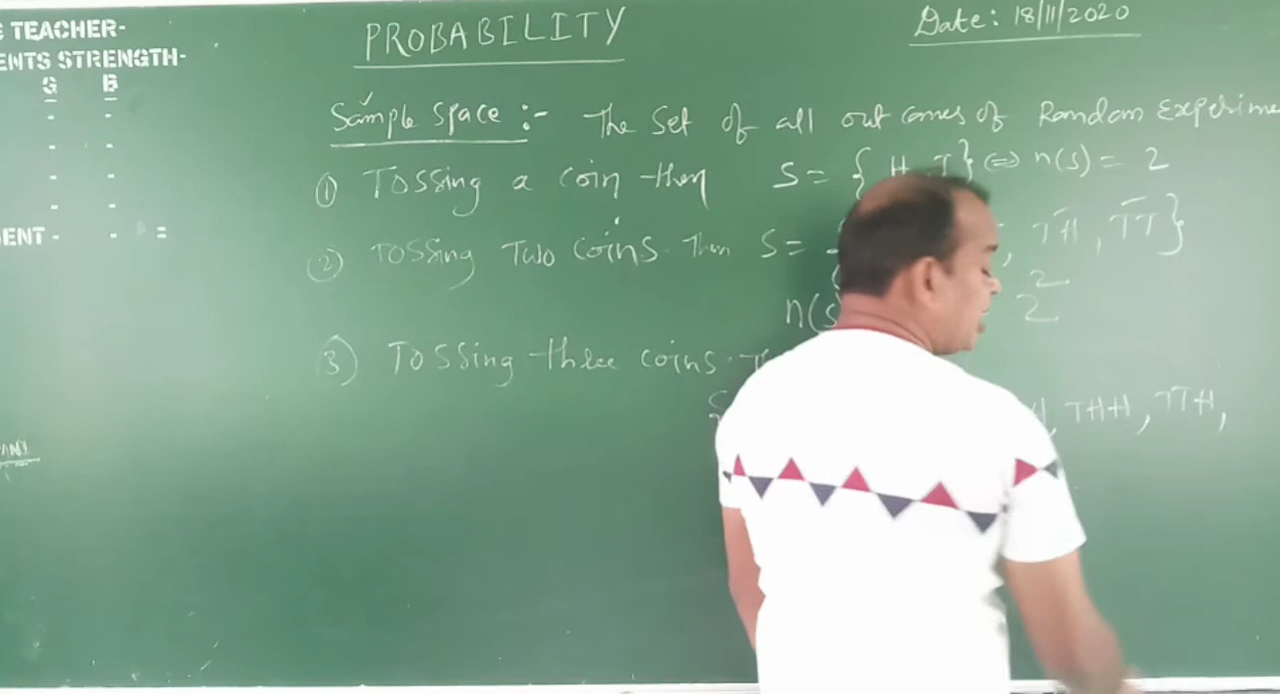 TEACHER-
ENTS STRENGTH-
G B
- -
- -
- -
- -
ENT - - =
PROBABILITY
Date: 18/11/2020
Sample space :- The set of all out comes of Random Experime
① Tossing a coin then S = { H, T} ⇔ n(s) = 2
② Tossing Two coins. Then S = , TH, TT}
n(s 2
2
③ Tossing three coins.
S , THH, TTH,